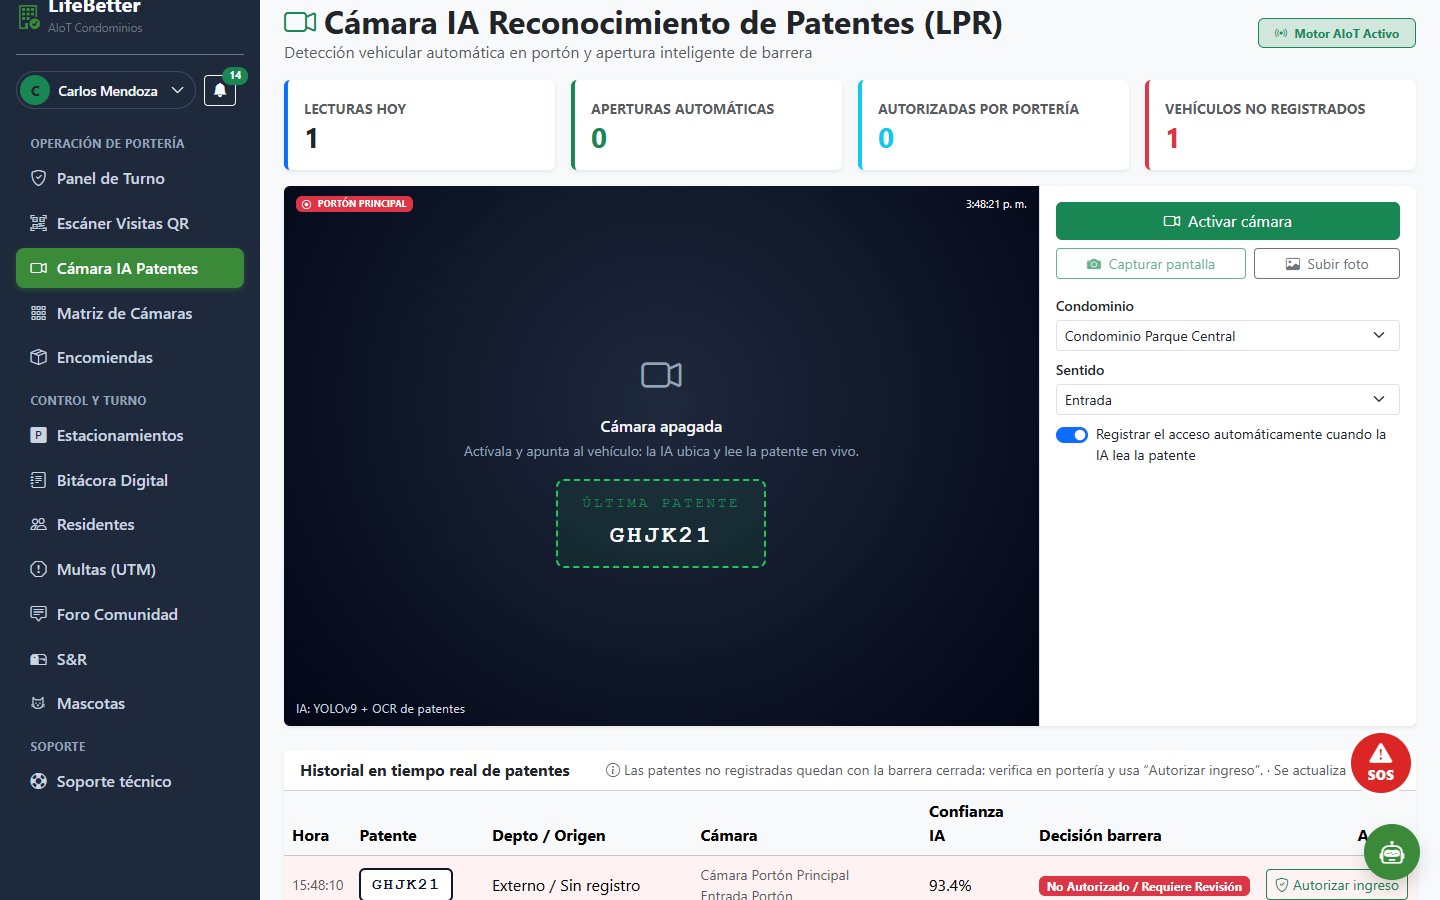 LifeBetter
AIoT Condominios
C
Carlos Mendoza
14
OPERACIÓN DE PORTERÍA
Panel de Turno
Escáner Visitas QR
Cámara IA Patentes
Matriz de Cámaras
Encomiendas
CONTROL Y TURNO
P Estacionamientos
Bitácora Digital
Residentes
Multas (UTM)
Foro Comunidad
S&R
Mascotas
SOPORTE
Soporte técnico
Cámara IA Reconocimiento de Patentes (LPR)
Detección vehicular automática en portón y apertura inteligente de barrera
Motor AIoT Activo
LECTURAS HOY
1
APERTURAS AUTOMÁTICAS
0
AUTORIZADAS POR PORTERÍA
0
VEHÍCULOS NO REGISTRADOS
1
PORTÓN PRINCIPAL
3:48:21 p. m.
Cámara apagada
Actívala y apunta al vehículo: la IA ubica y lee la patente en vivo.
ÚLTIMA PATENTE
GHJK21
IA: YOLOv9 + OCR de patentes
Activar cámara
Capturar pantalla
Subir foto
Condominio
Condominio Parque Central
Sentido
Entrada
Registrar el acceso automáticamente cuando la
IA lea la patente
Historial en tiempo real de patentes
Las patentes no registradas quedan con la barrera cerrada: verifica en portería y usa “Autorizar ingreso”. · Se actualiza
SOS
Hora
Patente
Depto / Origen
Cámara
Confianza
IA
Decisión barrera
15:48:10
GHJK21
Externo / Sin registro
Cámara Portón Principal
Entrada Portón
93.4%
No Autorizado / Requiere Revisión
Autorizar ingreso